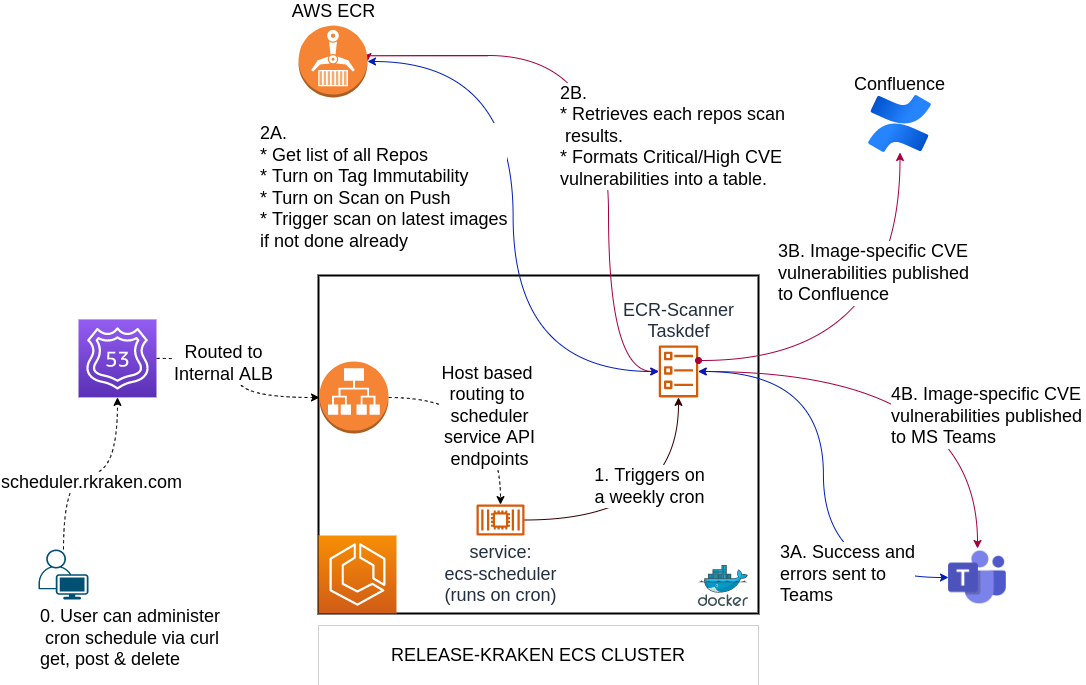 AWS ECR
2A.
* Get list of all Repos
* Turn on Tag Immutability
* Turn on Scan on Push
* Trigger scan on latest images
if not done already
2B.
* Retrieves each repos scan
results.
* Formats Critical/High CVE
vulnerabilities into a table.
Confluence
3B. Image-specific CVE
vulnerabilities published
to Confluence
ECR-Scanner
Taskdef
53
Routed to
Internal ALB
Host based
routing to
scheduler
service API
endpoints
4B. Image-specific CVE
vulnerabilities published
to MS Teams
scheduler.rkraken.com
1. Triggers on
a weekly cron
service:
ecs-scheduler
(runs on cron)
docker
3A. Success and
errors sent to
Teams
T
0. User can administer
cron schedule via curl
get, post & delete
RELEASE-KRAKEN ECS CLUSTER